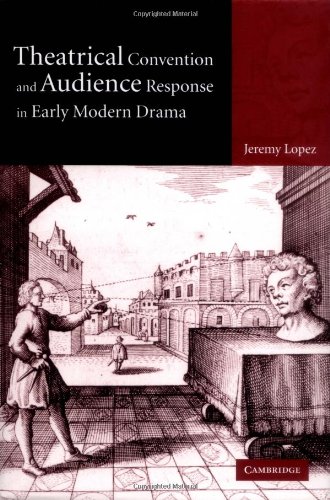 Theatrical Convention
and Audience Response
in Early Modern Drama
Jeremy Lopez
CAMBRIDGE